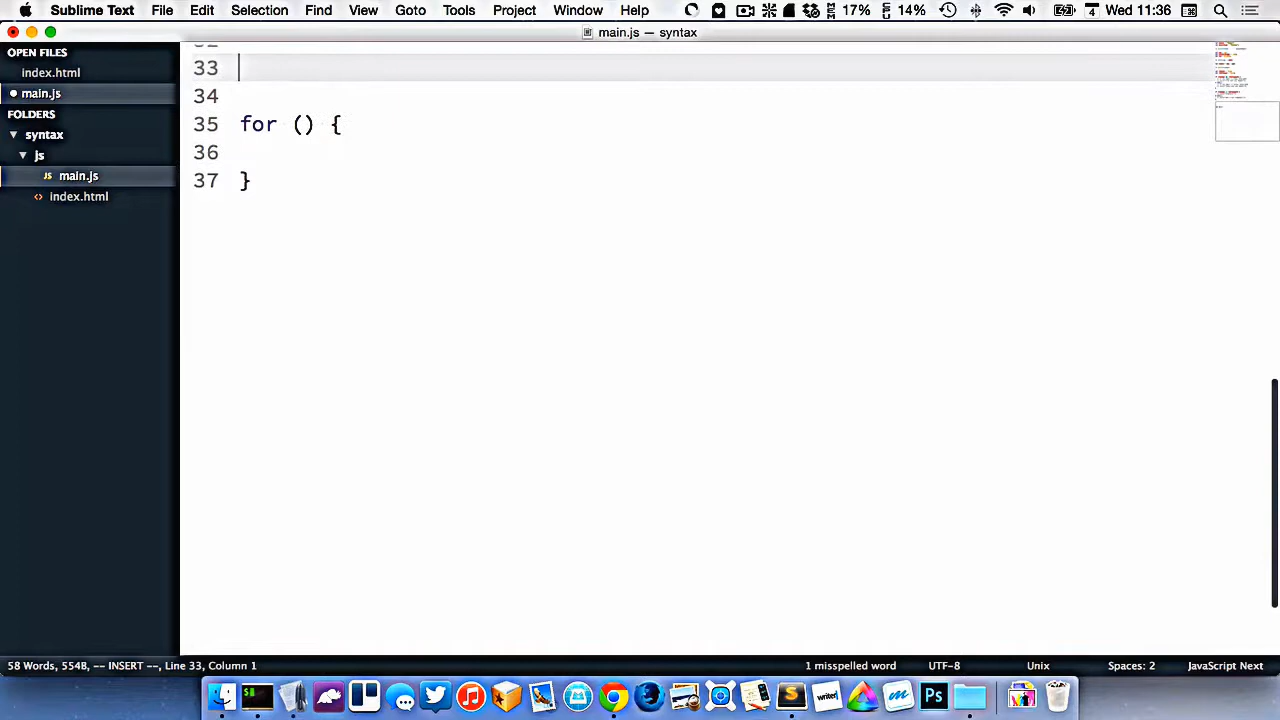 Sublime Text File Edit Selection Find View Goto Tools Project Window Help 17% 14% 4 Wed 11:36
main.js — syntax
OPEN FILES
index.html
main.js
FOLDERS
syntax
js
JS main.js
<> index.html
33
34
35 for () {
36
37 }
58 Words, 554B, -- INSERT --, Line 33, Column 1 1 misspelled word UTF-8 Unix Spaces: 2 JavaScript Next